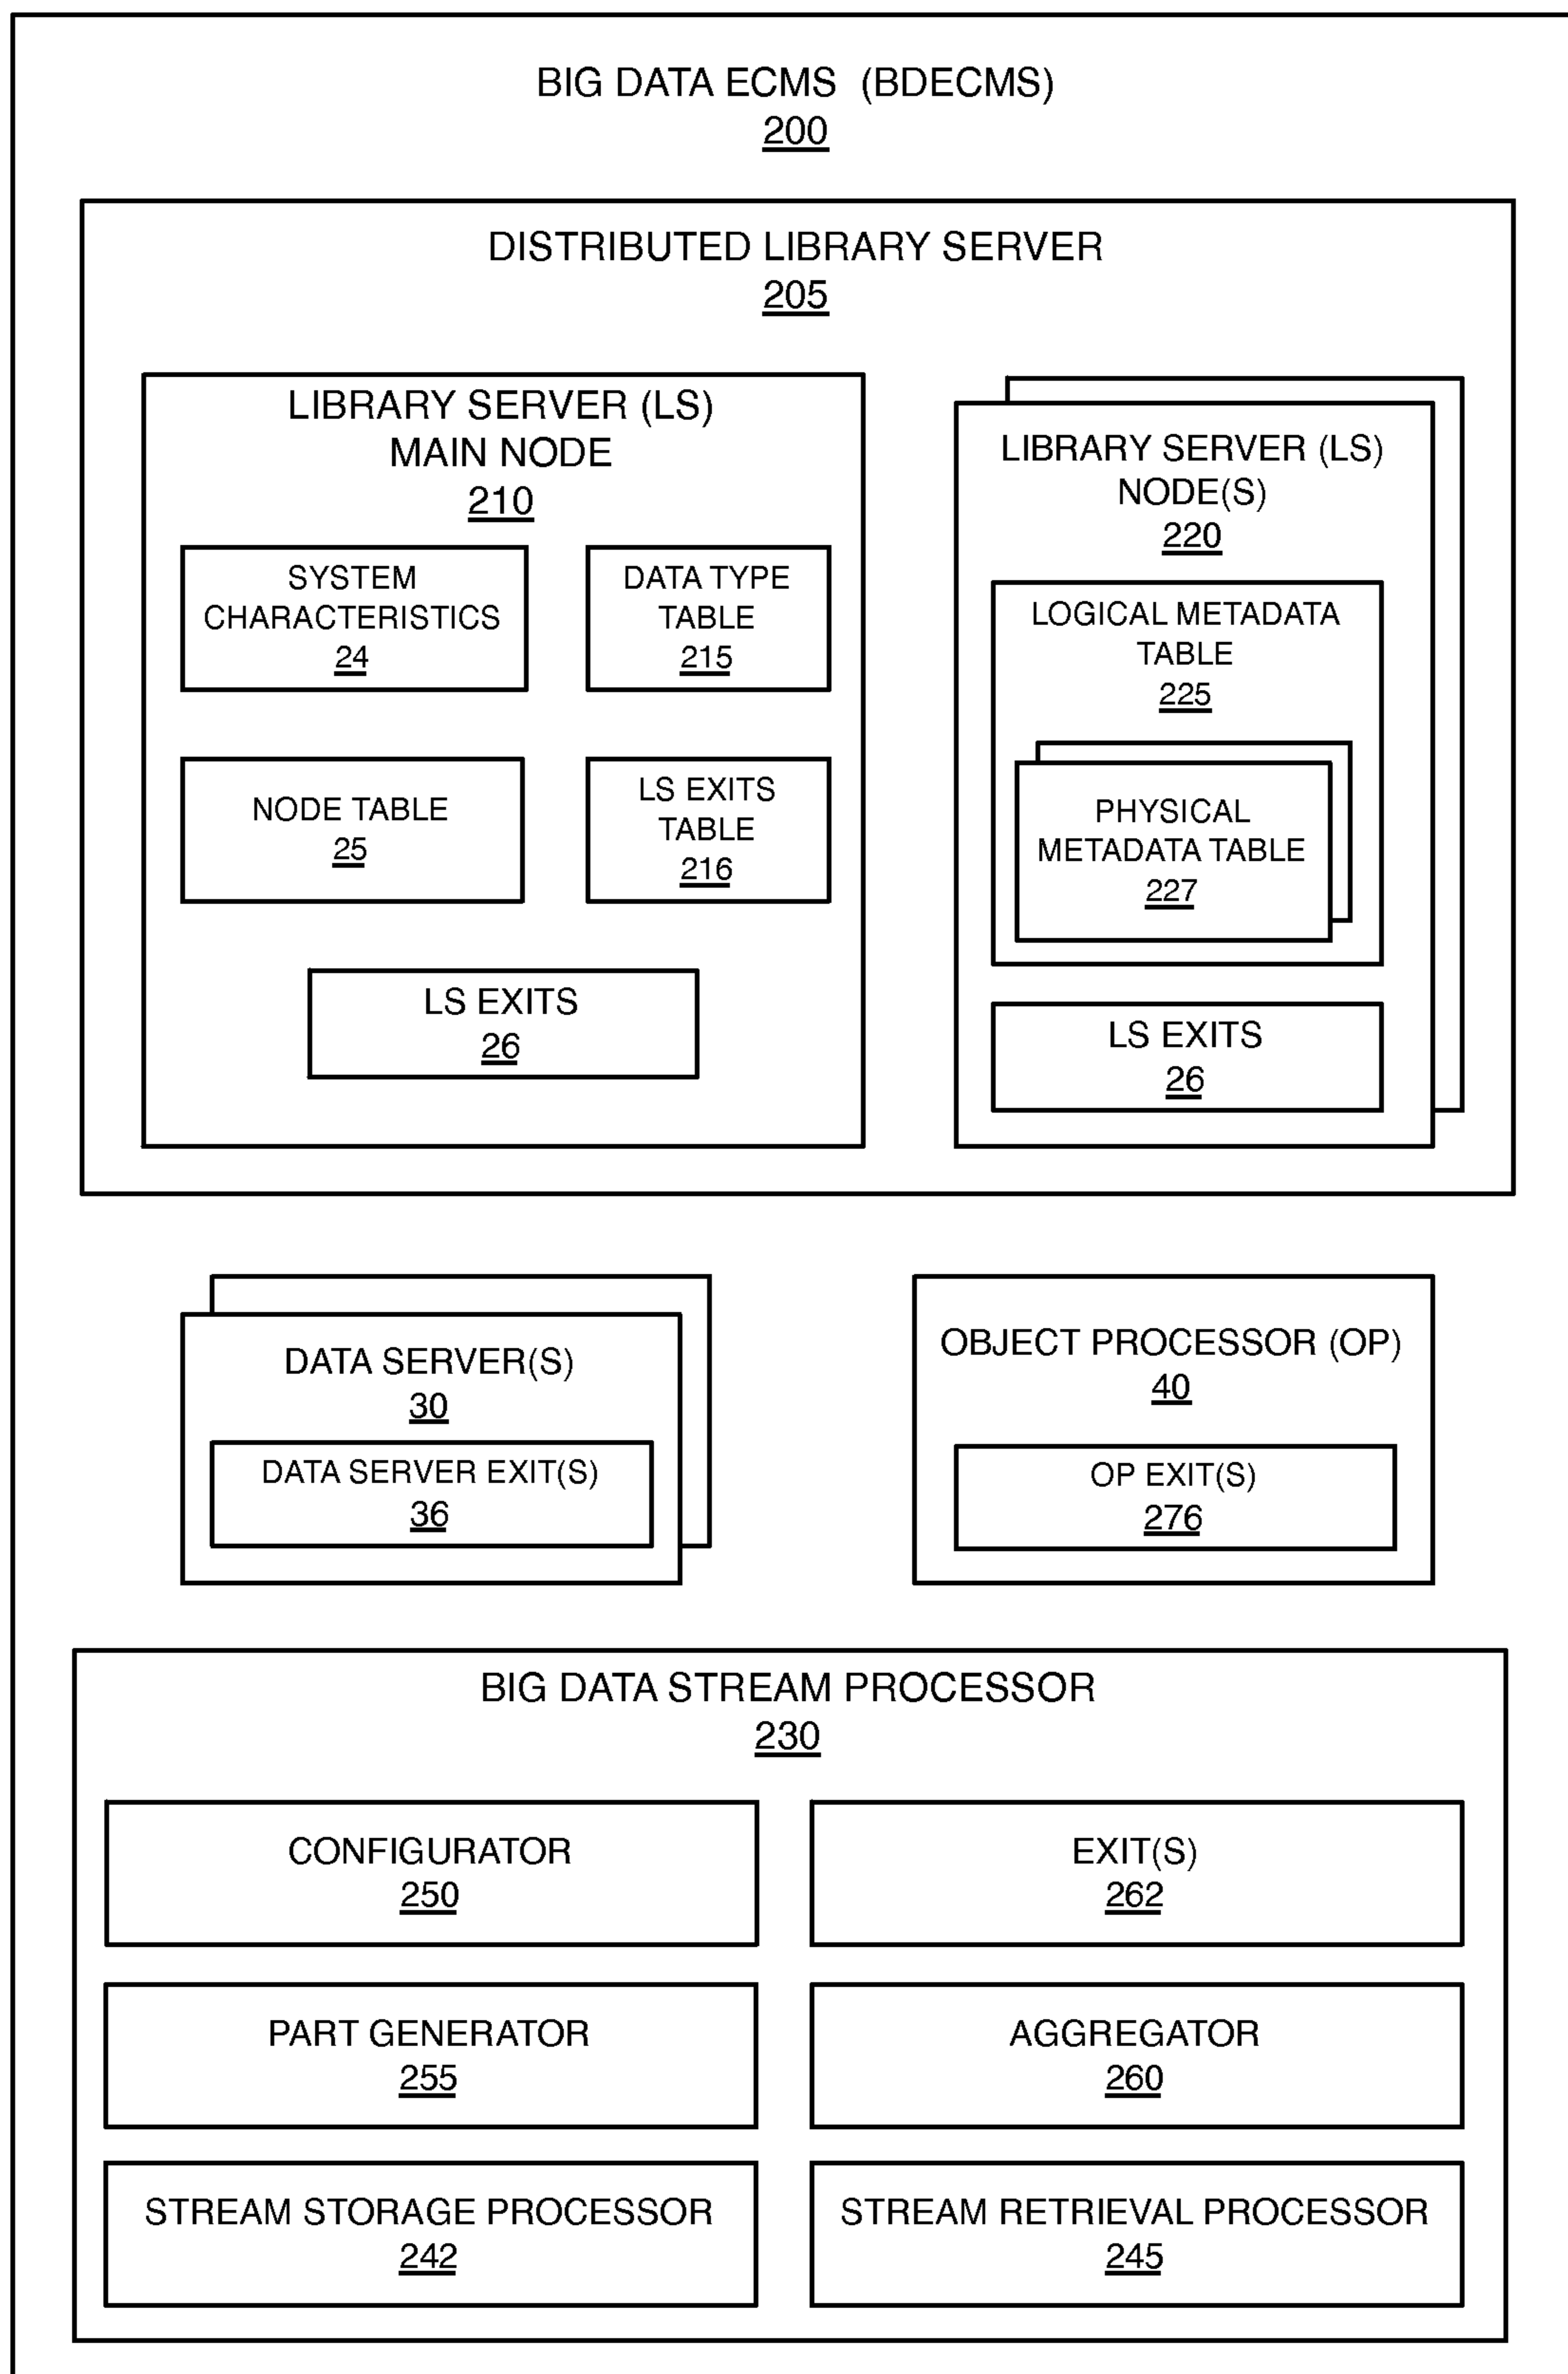 BIG DATA ECMS (BDECMS)
200
DISTRIBUTED LIBRARY SERVER
205
LIBRARY SERVER (LS)
MAIN NODE
210
SYSTEM
CHARACTERISTICS
24
DATA TYPE
TABLE
215
NODE TABLE
25
LS EXITS
TABLE
216
LS EXITS
26
LIBRARY SERVER (LS)
NODE(S)
220
LOGICAL METADATA
TABLE
225
PHYSICAL
METADATA TABLE
227
LS EXITS
26
DATA SERVER(S)
30
DATA SERVER EXIT(S)
36
OBJECT PROCESSOR (OP)
40
OP EXIT(S)
276
BIG DATA STREAM PROCESSOR
230
CONFIGURATOR
250
EXIT(S)
262
PART GENERATOR
255
AGGREGATOR
260
STREAM STORAGE PROCESSOR
242
STREAM RETRIEVAL PROCESSOR
245